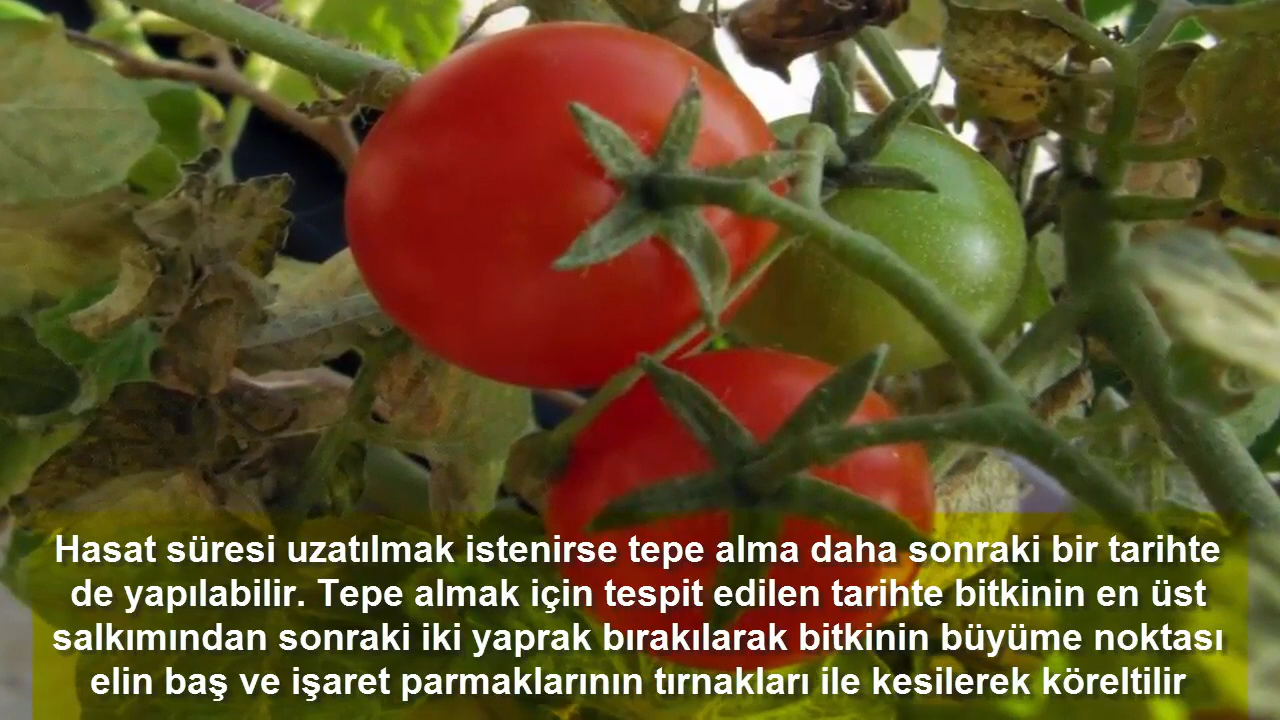 Hasat süresi uzatılmak istenirse tepe alma daha sonraki bir tarihte
de yapılabilir. Tepe almak için tespit edilen tarihte bitkinin en üst
salkımından sonraki iki yaprak bırakılarak bitkinin büyüme noktası
elin baş ve işaret parmaklarının tırnakları ile kesilerek köreltilir